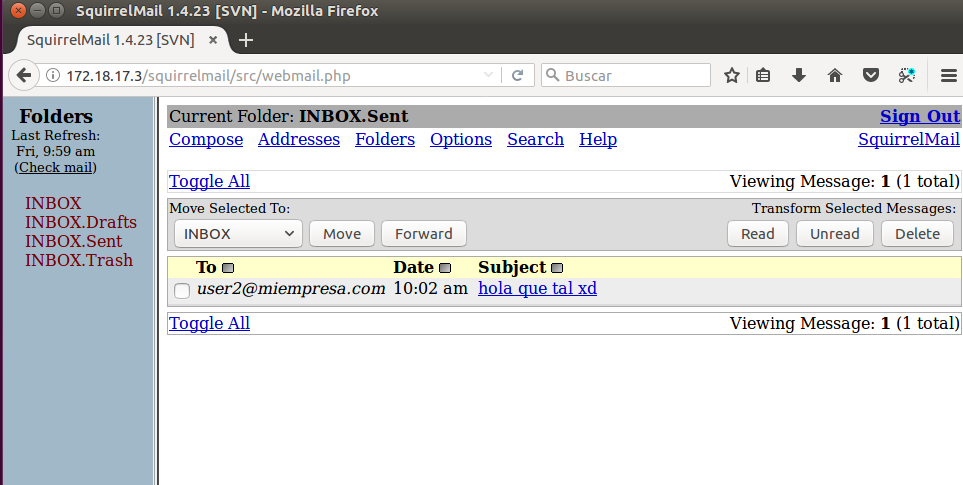 SquirrelMail 1.4.23 [SVN] - Mozilla Firefox
SquirrelMail 1.4.23 [SVN]
172.18.17.3/squirrelmail/src/webmail.php
Buscar
Folders
Last Refresh:
Fri, 9:59 am
(Check mail)
INBOX
INBOX.Drafts
INBOX.Sent
INBOX.Trash
Current Folder: INBOX.Sent Sign Out
Compose Addresses Folders Options Search Help SquirrelMail
Toggle All Viewing Message: 1 (1 total)
Move Selected To: Transform Selected Messages:
INBOX Move Forward Read Unread Delete
To Date Subject
user2@miempresa.com 10:02 am hola que tal xd
Toggle All Viewing Message: 1 (1 total)